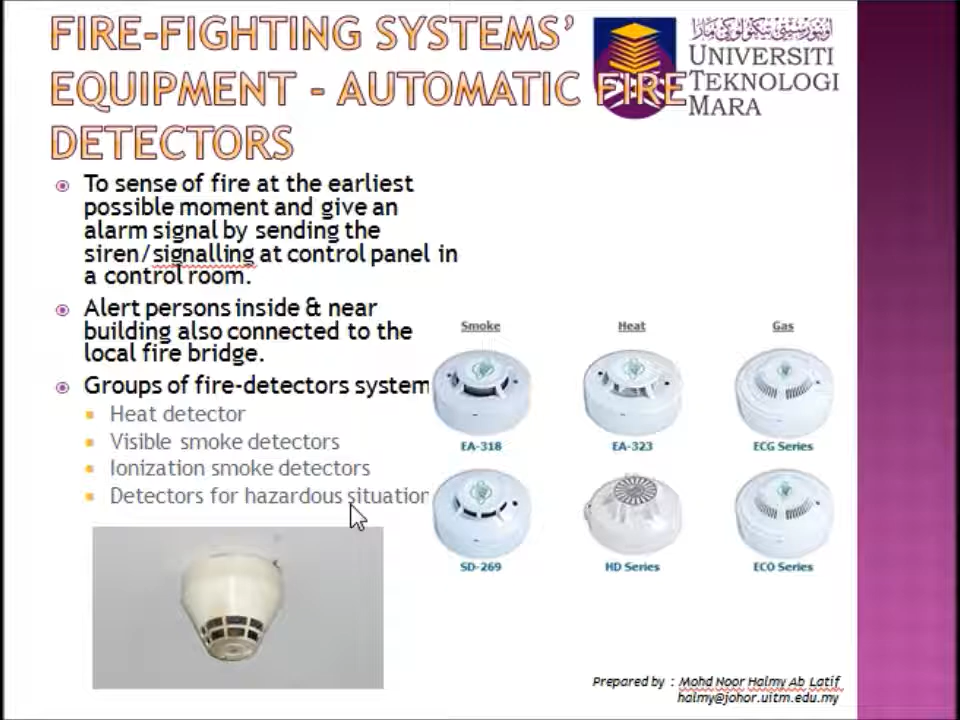 FIRE-FIGHTING SYSTEMS’
EQUIPMENT - AUTOMATIC FIRE
DETECTORS
اونيۏرسيتي تيكنولوݢي مارا
UNIVERSITI
TEKNOLOGI
MARA
To sense of fire at the earliest
possible moment and give an
alarm signal by sending the
siren/signalling at control panel in
a control room.
Alert persons inside & near
building also connected to the
local fire bridge.
Groups of fire-detectors system
Heat detector
Visible smoke detectors
Ionization smoke detectors
Detectors for hazardous situation
Smoke Heat Gas
EA-318 EA-323 ECG Series
SD-269 HD Series ECO Series
Prepared by : Mohd Noor Halmy Ab Latif
halmy@johor.uitm.edu.my